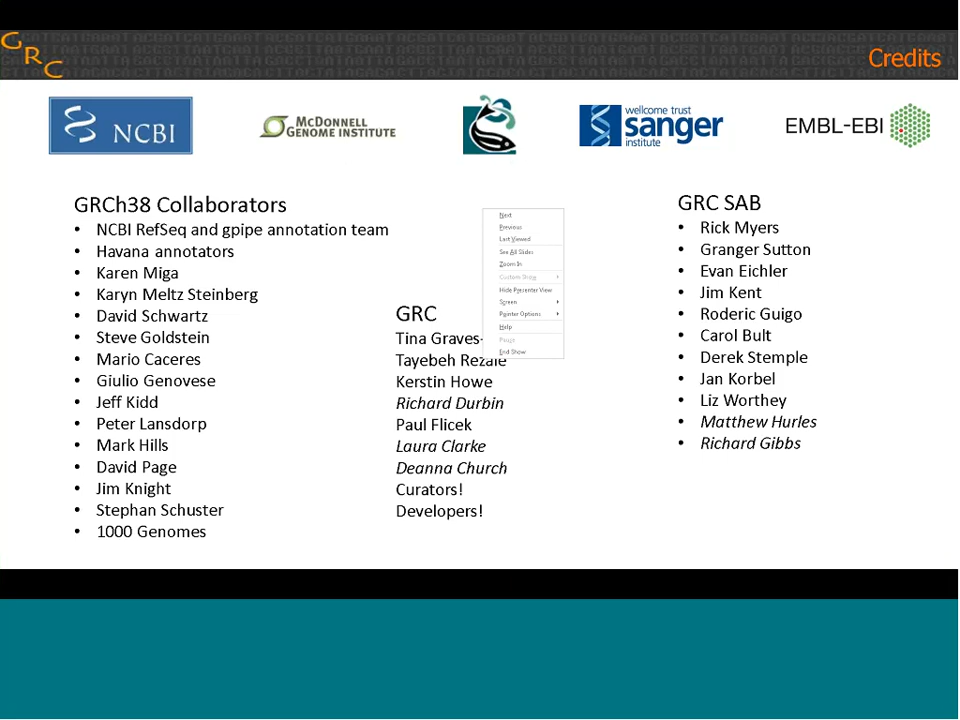 GRC
Credits
NCBI
McDONNELL
GENOME INSTITUTE
wellcome trust
sanger
institute
EMBL-EBI
GRCh38 Collaborators
• NCBI RefSeq and gpipe annotation team
• Havana annotators
• Karen Miga
• Karyn Meltz Steinberg
• David Schwartz
• Steve Goldstein
• Mario Caceres
• Giulio Genovese
• Jeff Kidd
• Peter Lansdorp
• Mark Hills
• David Page
• Jim Knight
• Stephan Schuster
• 1000 Genomes
GRC
Tina Graves-
Tayebeh Rezaie
Kerstin Howe
Richard Durbin
Paul Flicek
Laura Clarke
Deanna Church
Curators!
Developers!
Next
Previous
Last Viewed
See All Slides
Zoom In
Custom Show
Hide Presenter View
Screen
Pointer Options
Help
Pause
End Show
GRC SAB
• Rick Myers
• Granger Sutton
• Evan Eichler
• Jim Kent
• Roderic Guigo
• Carol Bult
• Derek Stemple
• Jan Korbel
• Liz Worthey
• Matthew Hurles
• Richard Gibbs